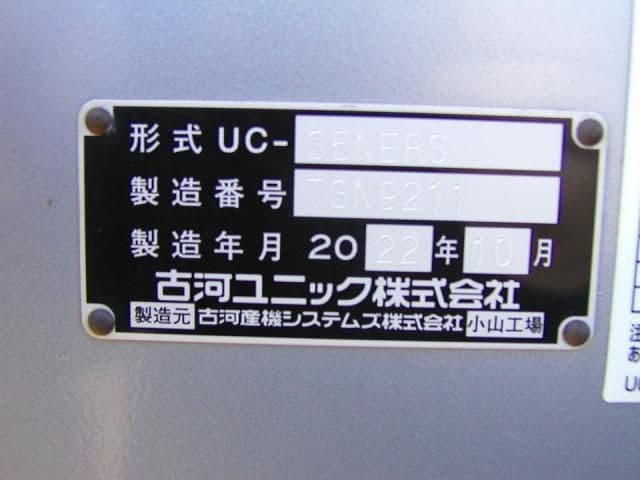 形式 UC-35NERS
製造番号 T3N9211
製造年月 2022年10月
古河ユニック株式会社
製造元 古河産機システムズ株式会社 小山工場
注
あ